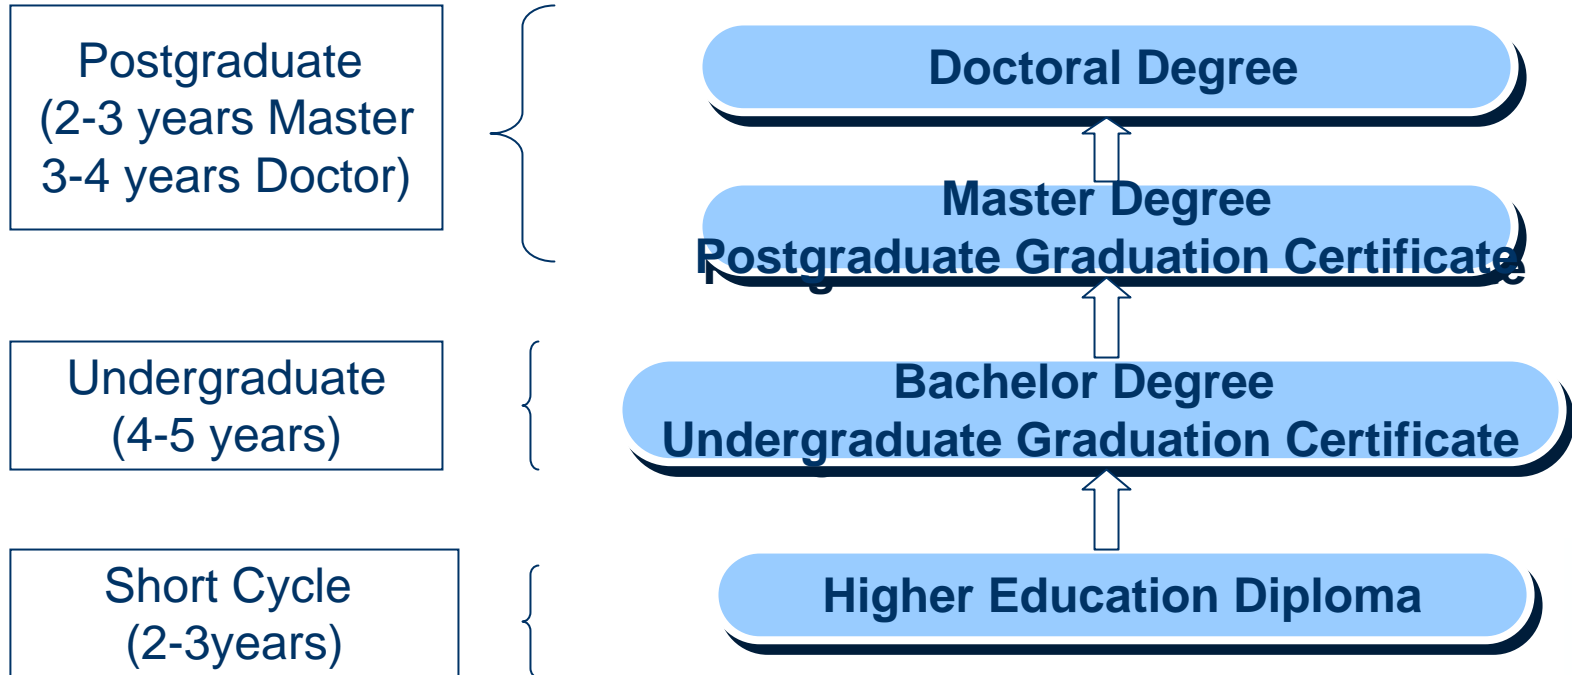 Postgraduate
(2-3 years Master
3-4 years Doctor)
Doctoral Degree
Master Degree
Postgraduate Graduation Certificate
Undergraduate
(4-5 years)
Bachelor Degree
Undergraduate Graduation Certificate
Short Cycle
(2-3years)
Higher Education Diploma